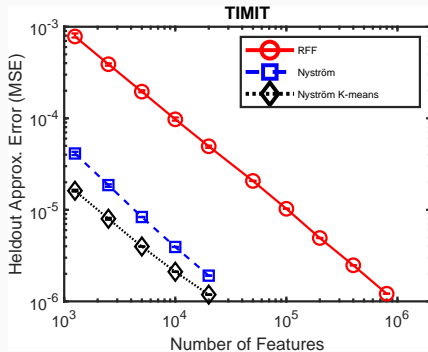 TIMIT
Heldout Approx. Error (MSE)
10^-3
10^-4
10^-5
10^-6
RFF
Nyström
Nyström K-means
10^3 10^4 10^5 10^6
Number of Features